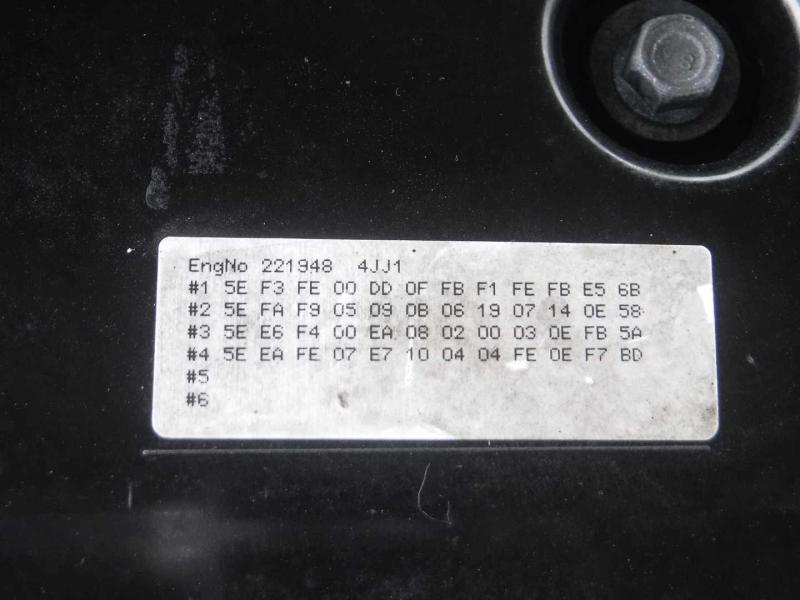 EngNo 221948 4JJ1
#1 5E F3 FE 00 DD 0F FB F1 FE FB E5 6B
#2 5E FA F9 05 09 0B 06 19 07 14 0E 58
#3 5E E6 F4 00 EA 08 02 00 03 0E FB 5A
#4 5E EA FE 07 E7 10 04 04 FE 0E F7 BD
#5
#6